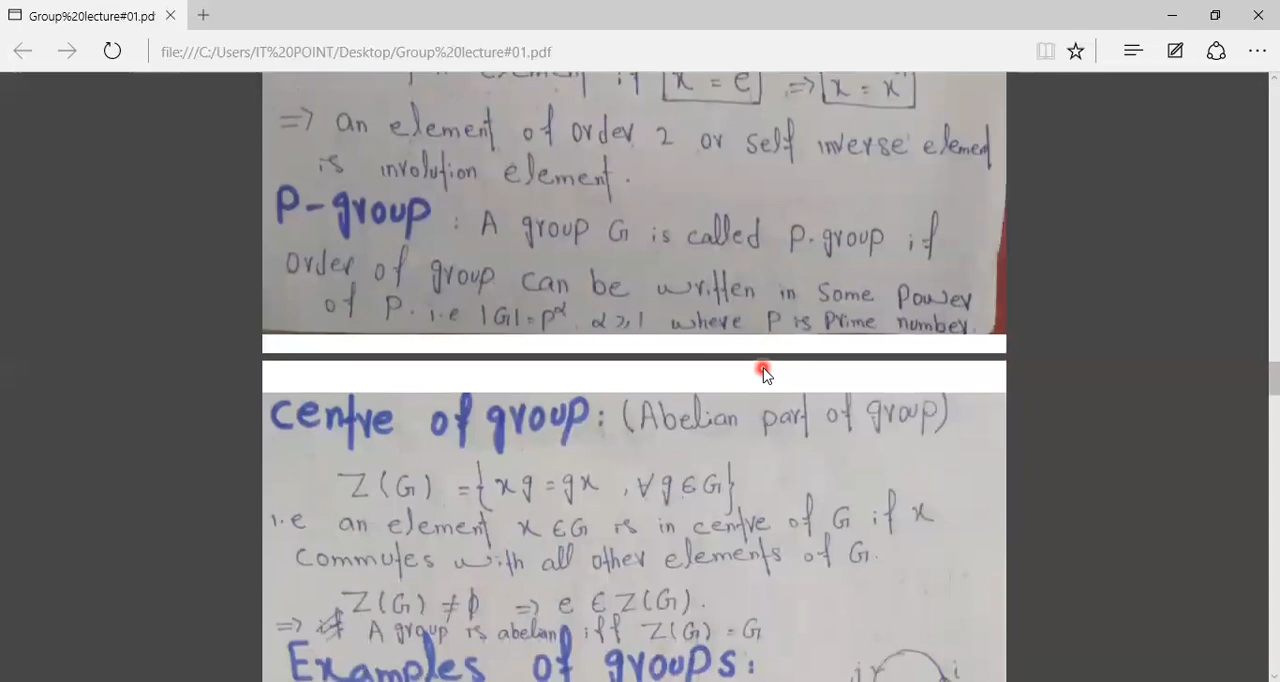 Group%20lecture#01.pd
file:///C:/Users/IT%20POINT/Desktop/Group%20lecture#01.pdf
if x = e => x = x⁻¹
=> an element of order 2 or self inverse element
is involution element.
P-group : A group G is called P-group if
order of group can be written in some power
of P. i.e |G| = p^α, α ≥ 1 where P is prime number.
Centre of group: (Abelian part of group)
Z(G) = {xg = gx , ∀ g ∈ G}
i.e an element x ∈ G is in centre of G if x
commutes with all other elements of G.
Z(G) ≠ ϕ => e ∈ Z(G).
=> A group is abelian iff Z(G) = G
Examples of groups: